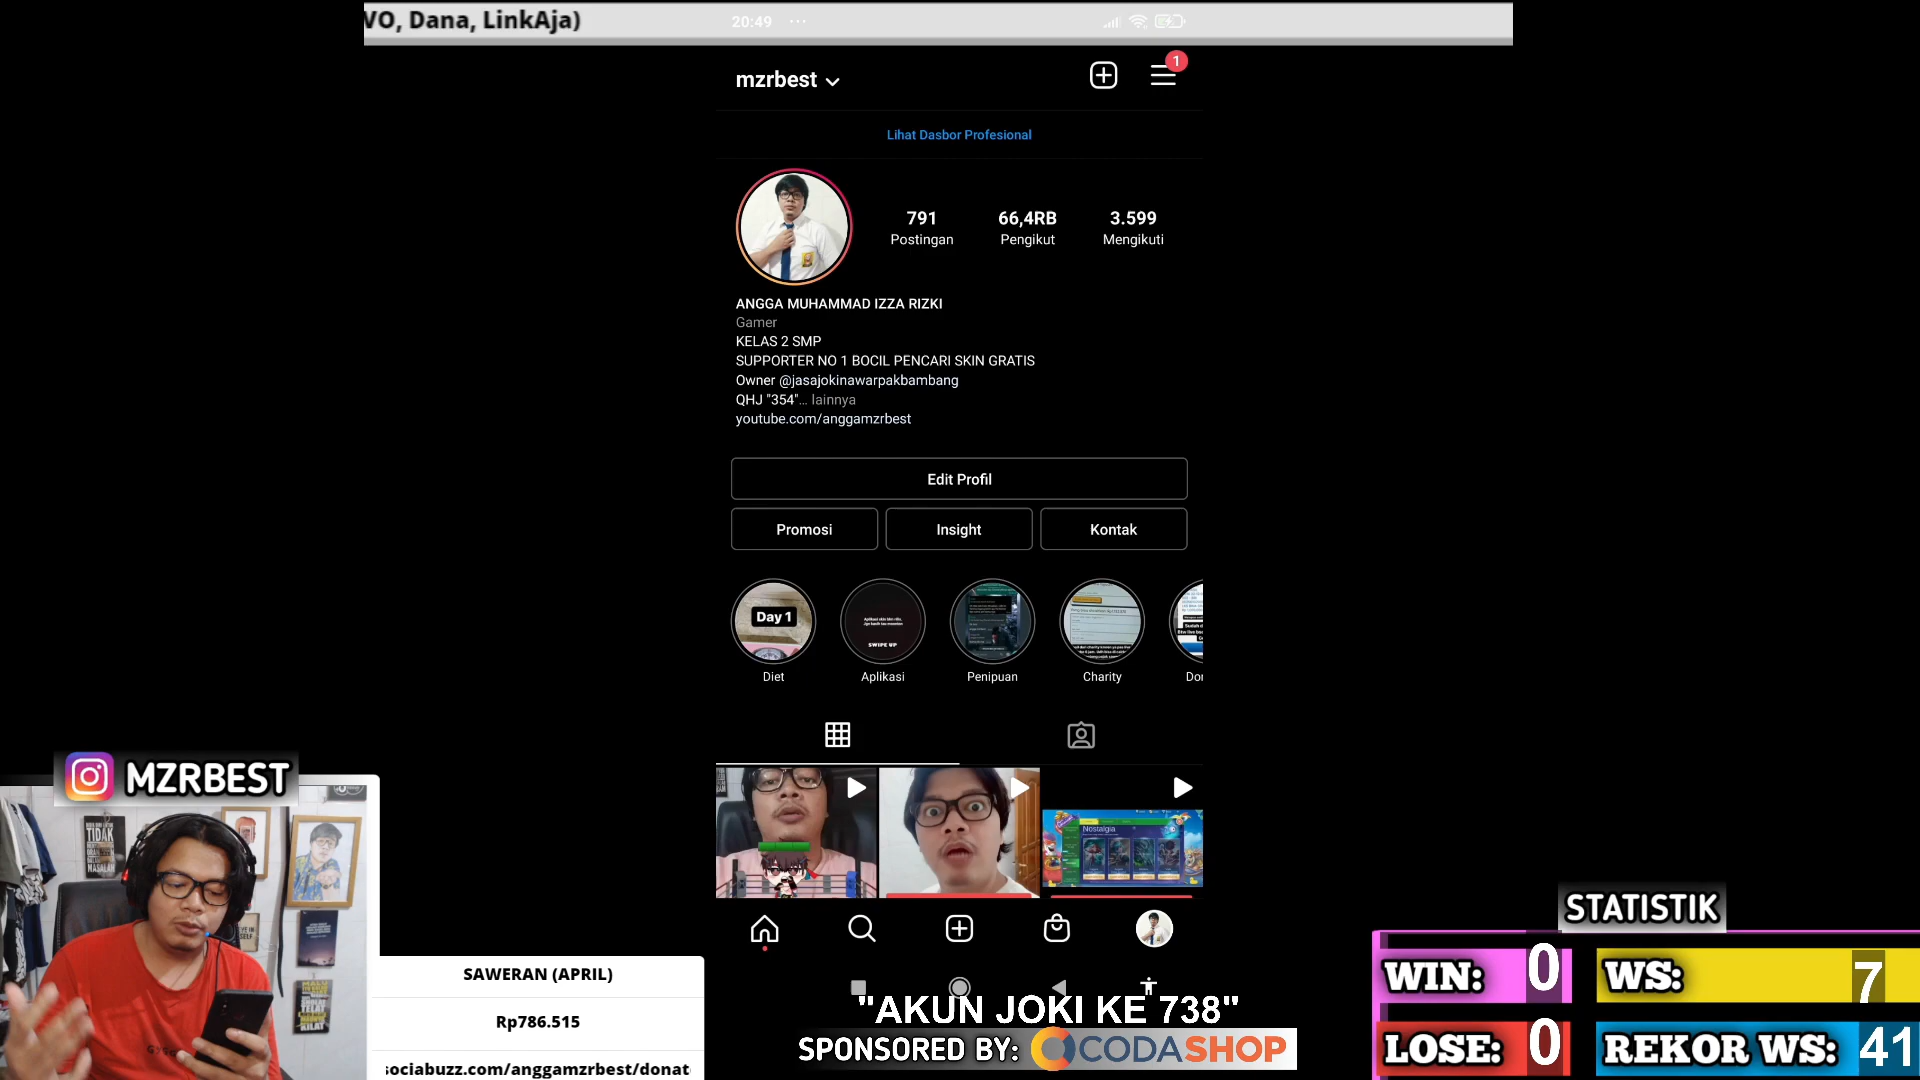 VO, Dana, LinkAja)
20:49
mzrbest
1
Lihat Dasbor Profesional
791
Postingan
66,4RB
Pengikut
3.599
Mengikuti
ANGGA MUHAMMAD IZZA RIZKI
Gamer
KELAS 2 SMP
SUPPORTER NO 1 BOCIL PENCARI SKIN GRATIS
Owner @jasajokinawarpakbambang
QHJ "354"... lainnya
youtube.com/anggamzrbest
Edit Profil
Promosi
Insight
Kontak
Day 1
SWIPE UP
Diet
Aplikasi
Penipuan
Charity
Nostalgia
MZRBEST
TIDAK
SAWERAN (APRIL)
Rp786.515
sociabuzz.com/anggamzrbest/donat
"AKUN JOKI KE 738"
SPONSORED BY: CODASHOP
STATISTIK
WIN: 0
WS: 7
LOSE: 0
REKOR WS: 41